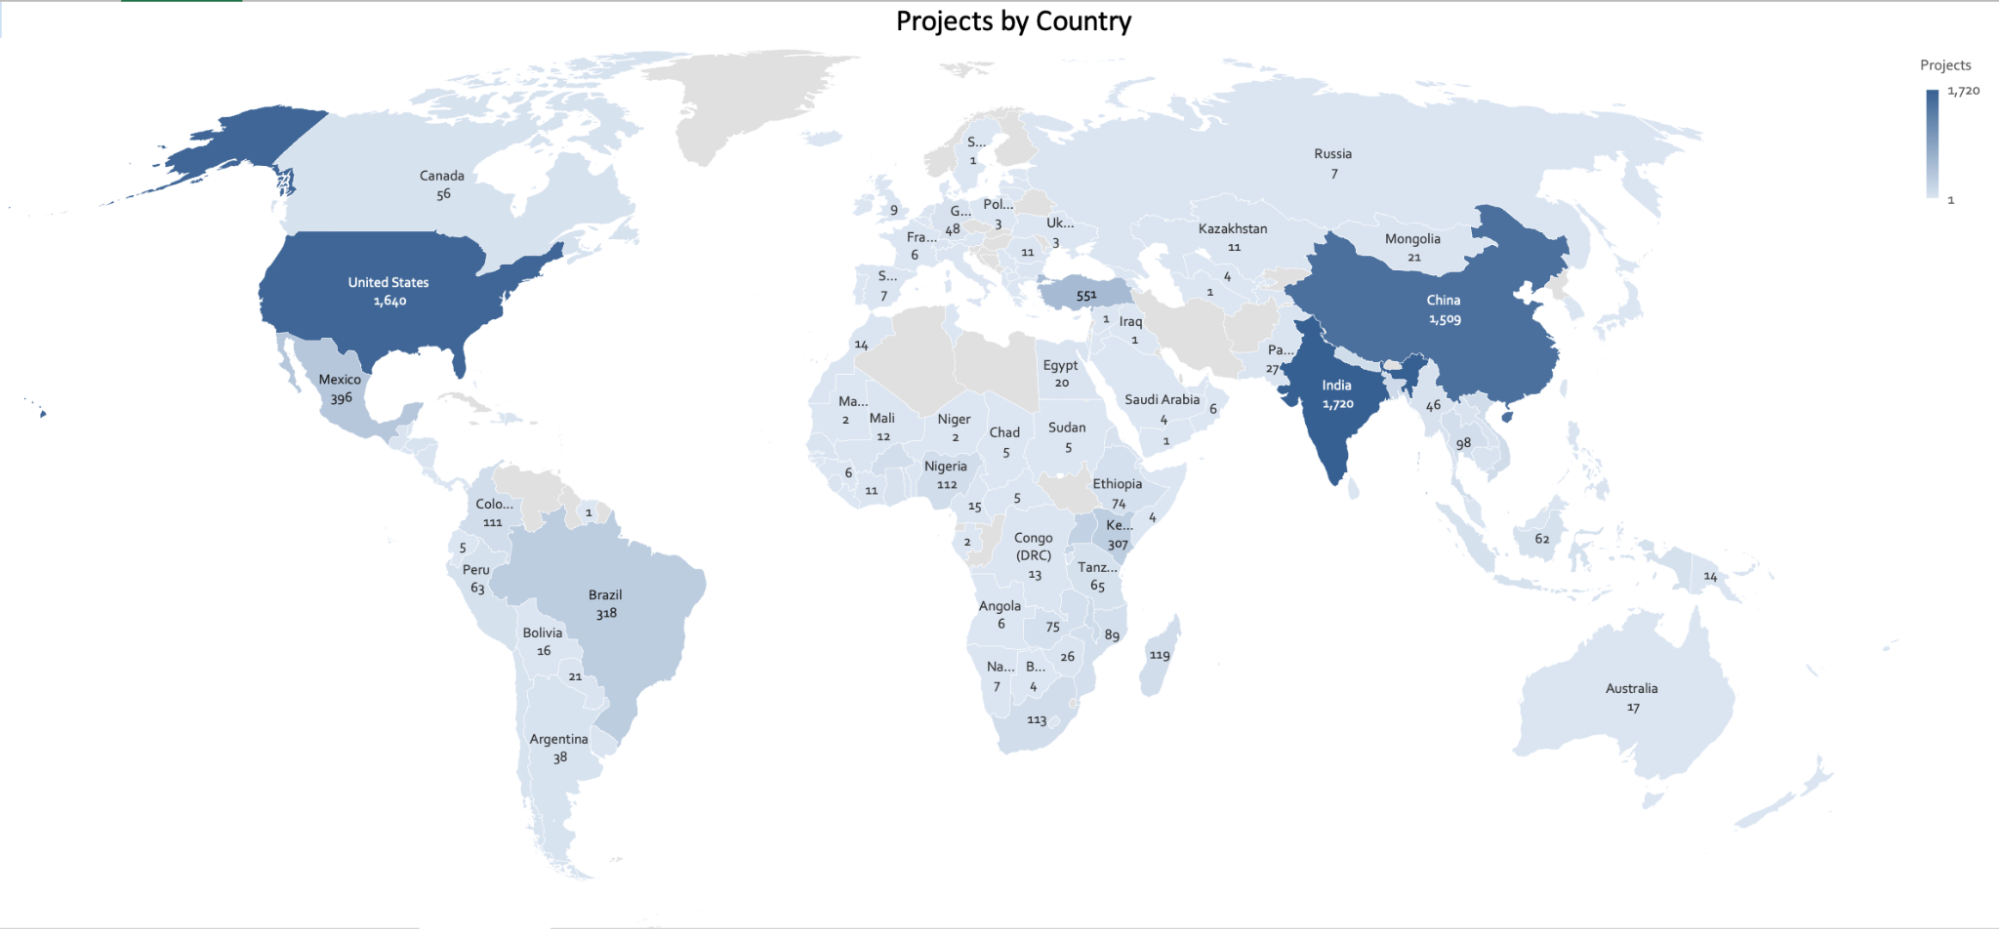 Projects by Country
Projects
1,720
1
Canada
56
United States
1,640
Mexico
396
Colo...
111
1
5
Peru
63
Brazil
318
Bolivia
16
21
Argentina
38
S...
1
9
G...
48
Pol...
3
Uk...
3
Fra...
6
11
S...
7
551
Russia
7
Kazakhstan
11
4
1
Mongolia
21
China
1,509
1
Iraq
1
Pa...
27
India
1,720
46
98
14
Egypt
20
Saudi Arabia
4
6
1
Ma...
2
Mali
12
Niger
2
Chad
5
Sudan
5
6
11
Nigeria
112
15
5
Ethiopia
74
4
Ke...
307
2
Congo
(DRC)
13
Tanz...
65
Angola
6
75
89
26
119
Na...
7
B...
4
113
62
14
Australia
17